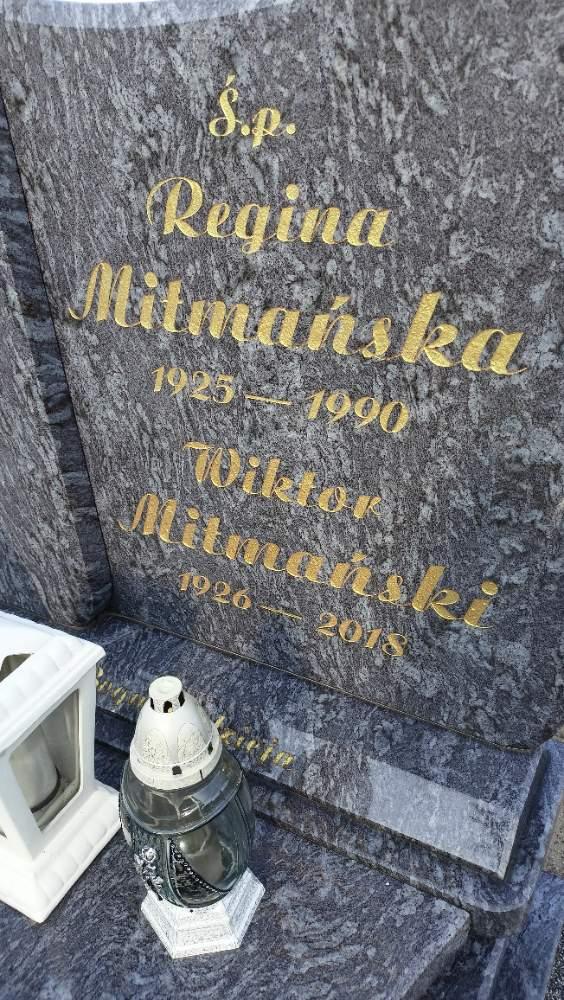 Ś.p.
Regina
Mitmańska
1925 — 1990
Wiktor
Mitmański
1926 — 2018